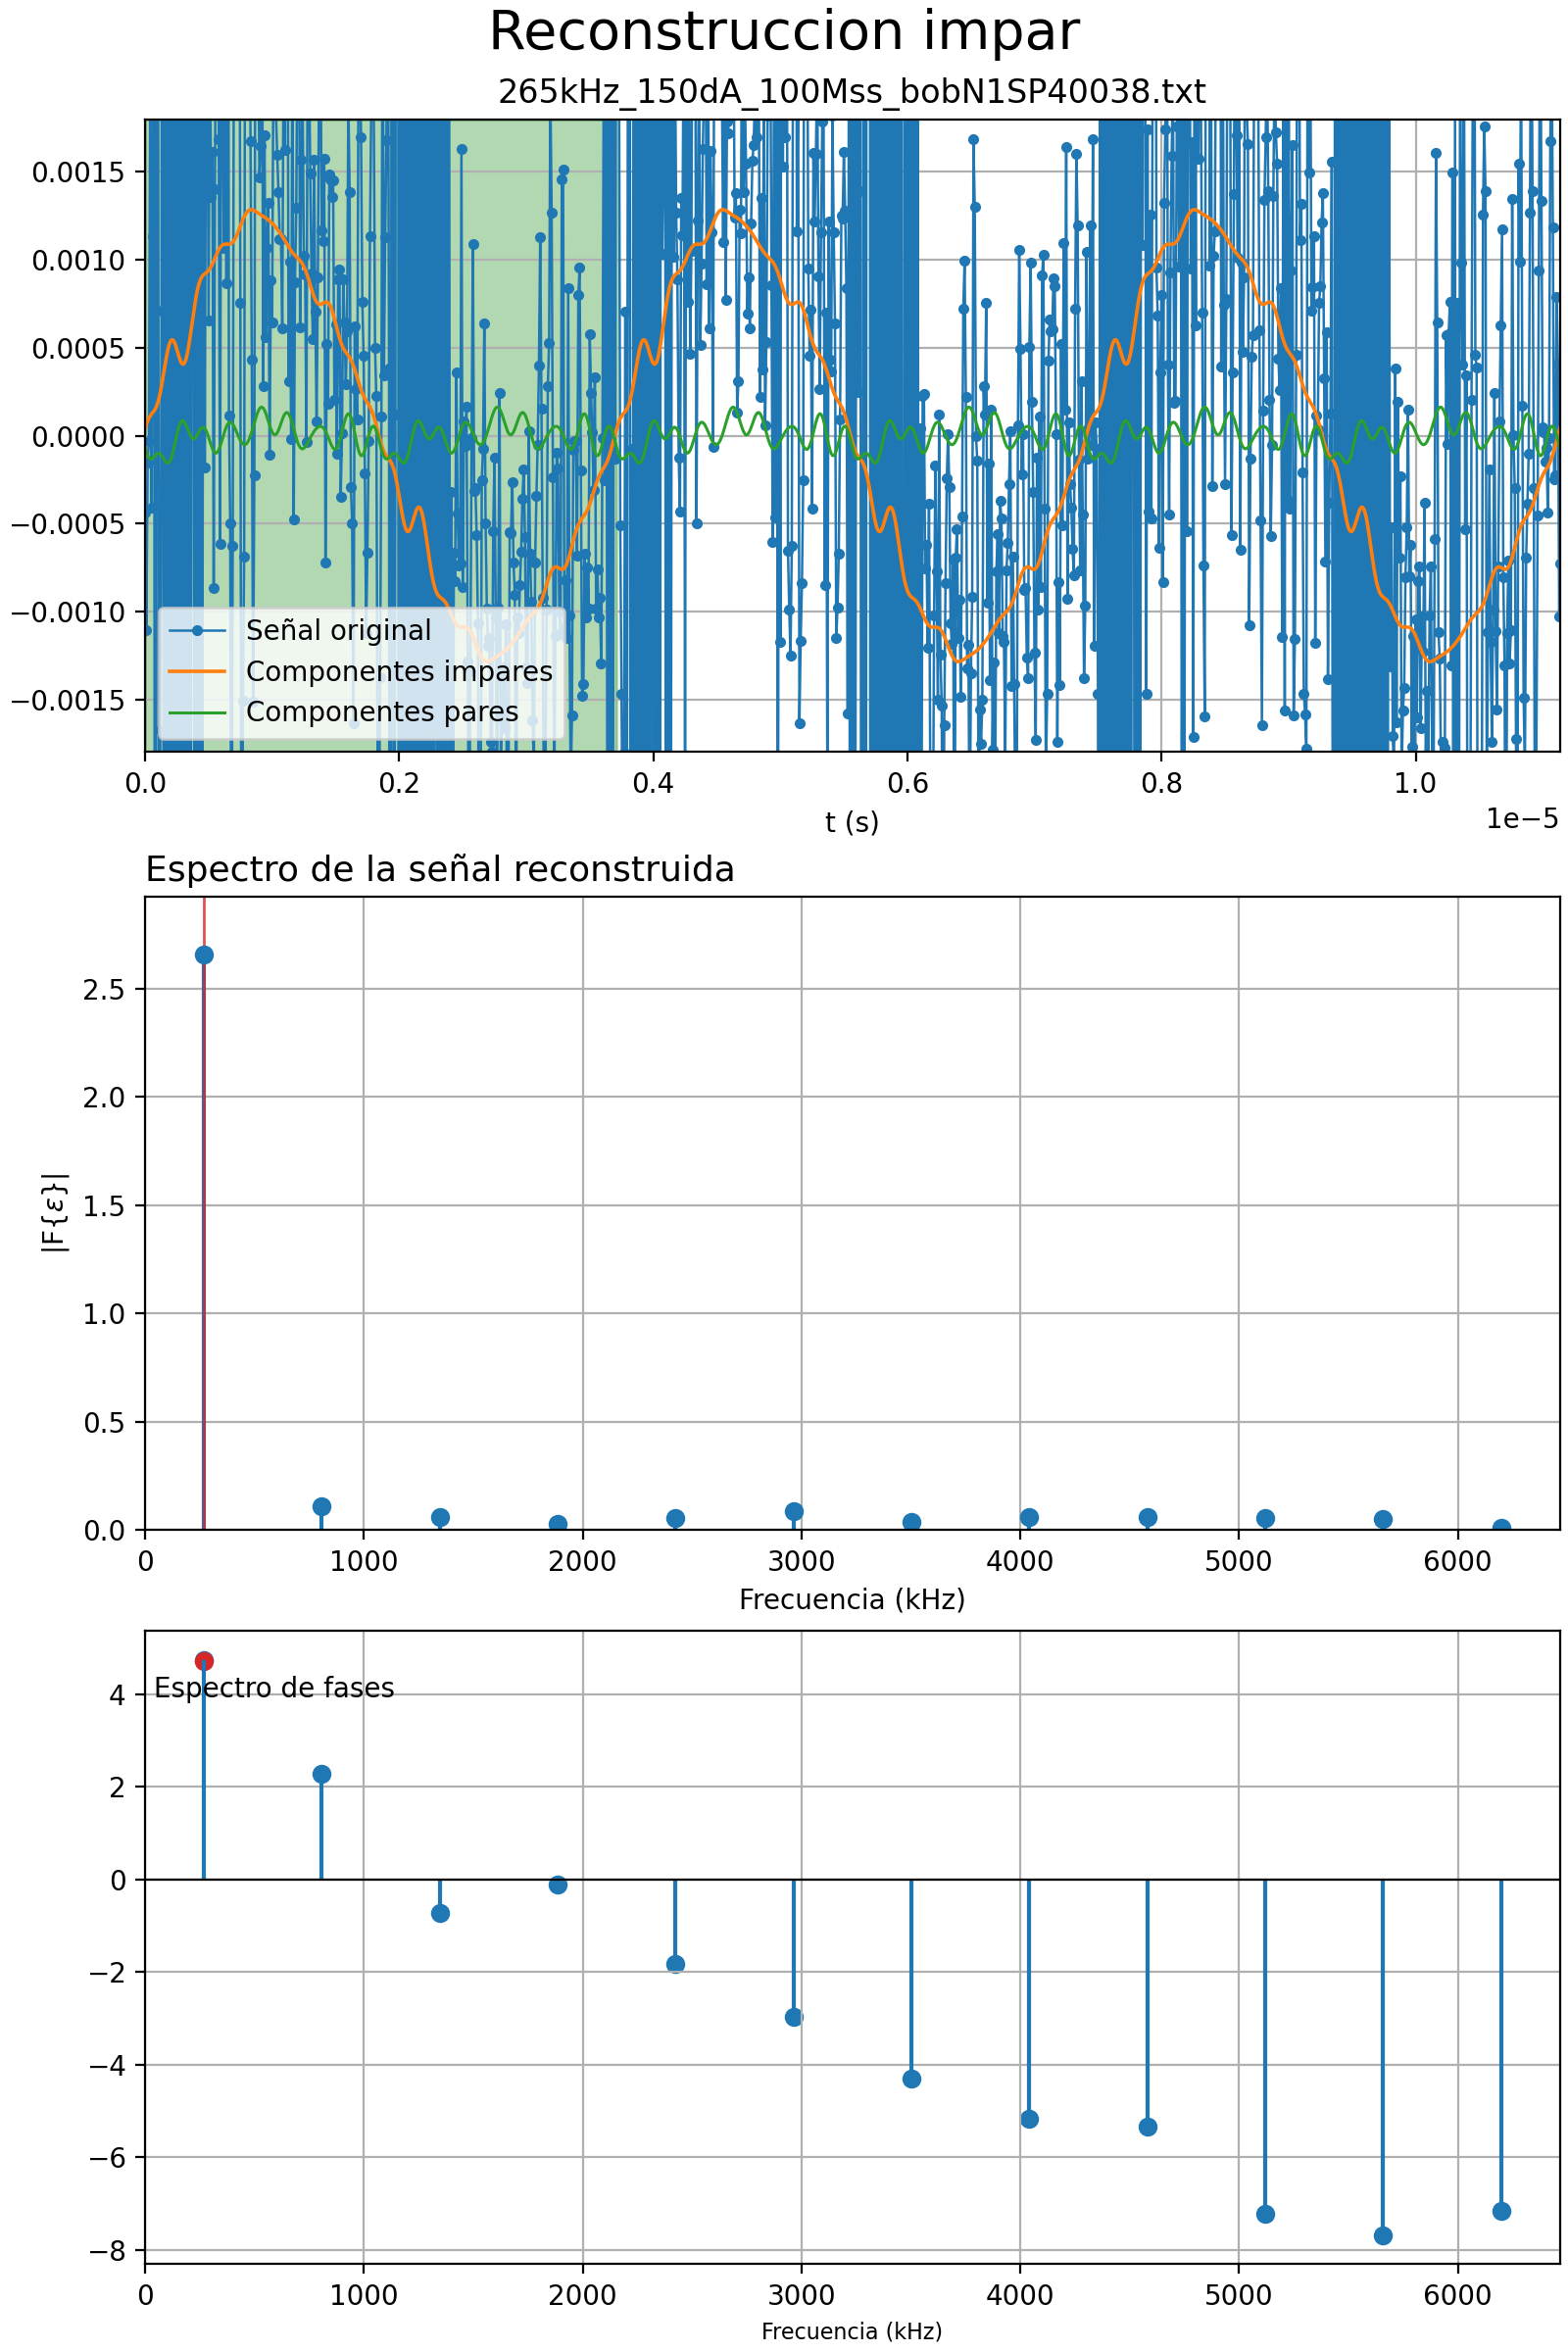 Reconstruccion impar
265kHz_150dA_100Mss_bobN1SP40038.txt
0.0015
0.0010
0.0005
0.0000
−0.0005
−0.0010
−0.0015
Señal original
Componentes impares
Componentes pares
0.0 0.2 0.4 0.6 0.8 1.0
t (s)
1e−5
Espectro de la señal reconstruida
|F{ε}|
2.5
2.0
1.5
1.0
0.5
0.0
0 1000 2000 3000 4000 5000 6000
Frecuencia (kHz)
Espectro de fases
4
2
0
−2
−4
−6
−8
0 1000 2000 3000 4000 5000 6000
Frecuencia (kHz)